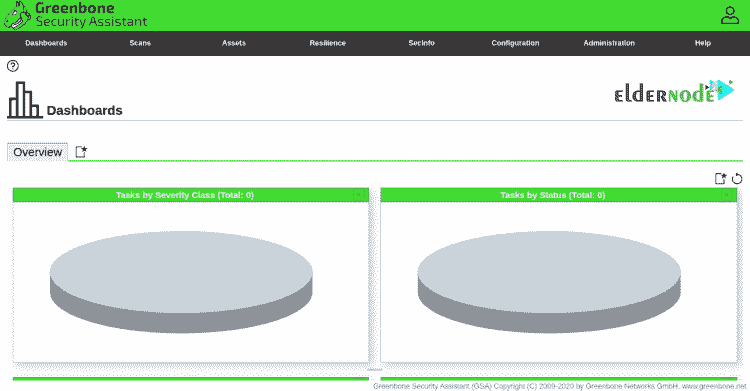 Greenbone
Security Assistant
Dashboards Scans Assets Resilience SecInfo Configuration Administration Help
Dashboards
ELDERNODE
Overview
Tasks by Severity Class (Total: 0) Tasks by Status (Total: 0)
Greenbone Security Assistant (GSA) Copyright (C) 2009-2020 by Greenbone Networks GmbH, www.greenbone.net